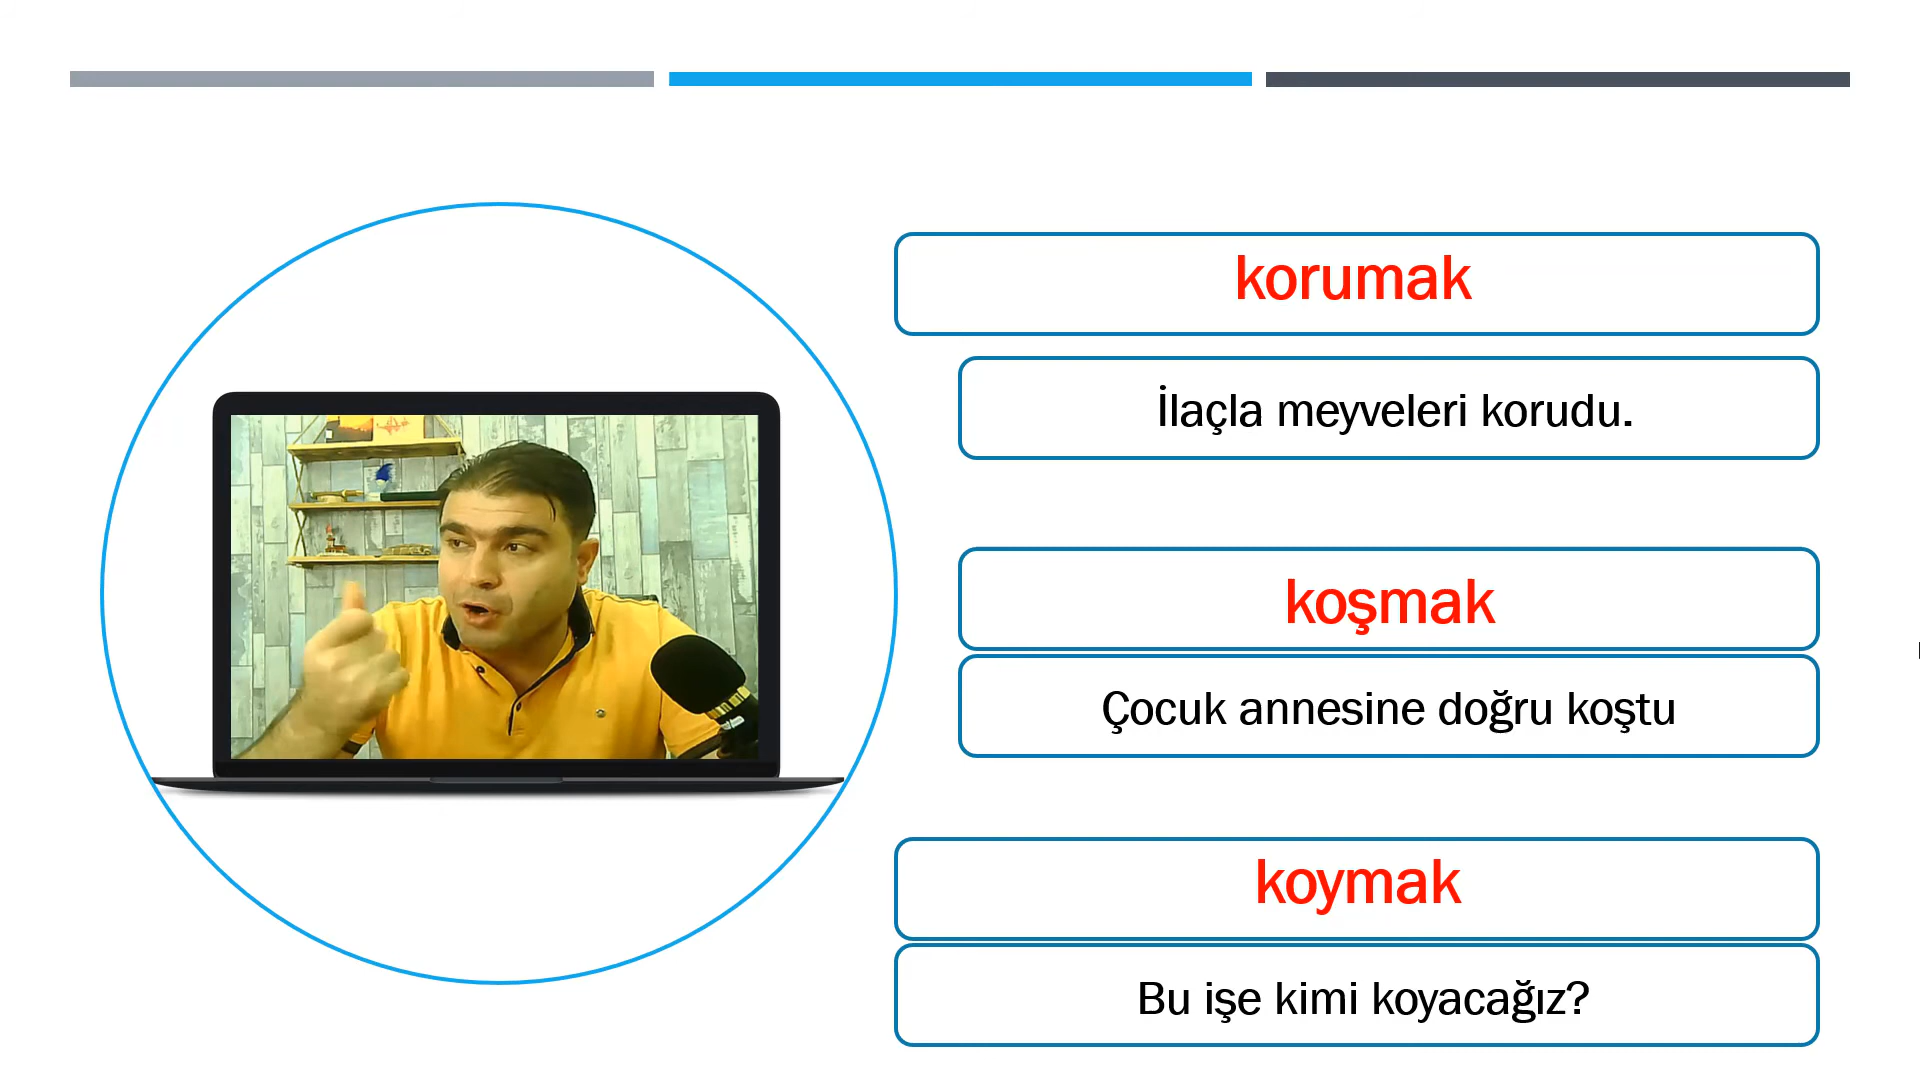 korumak
İlaçla meyveleri korudu.
koşmak
Çocuk annesine doğru koştu
koymak
Bu işe kimi koyacağız?